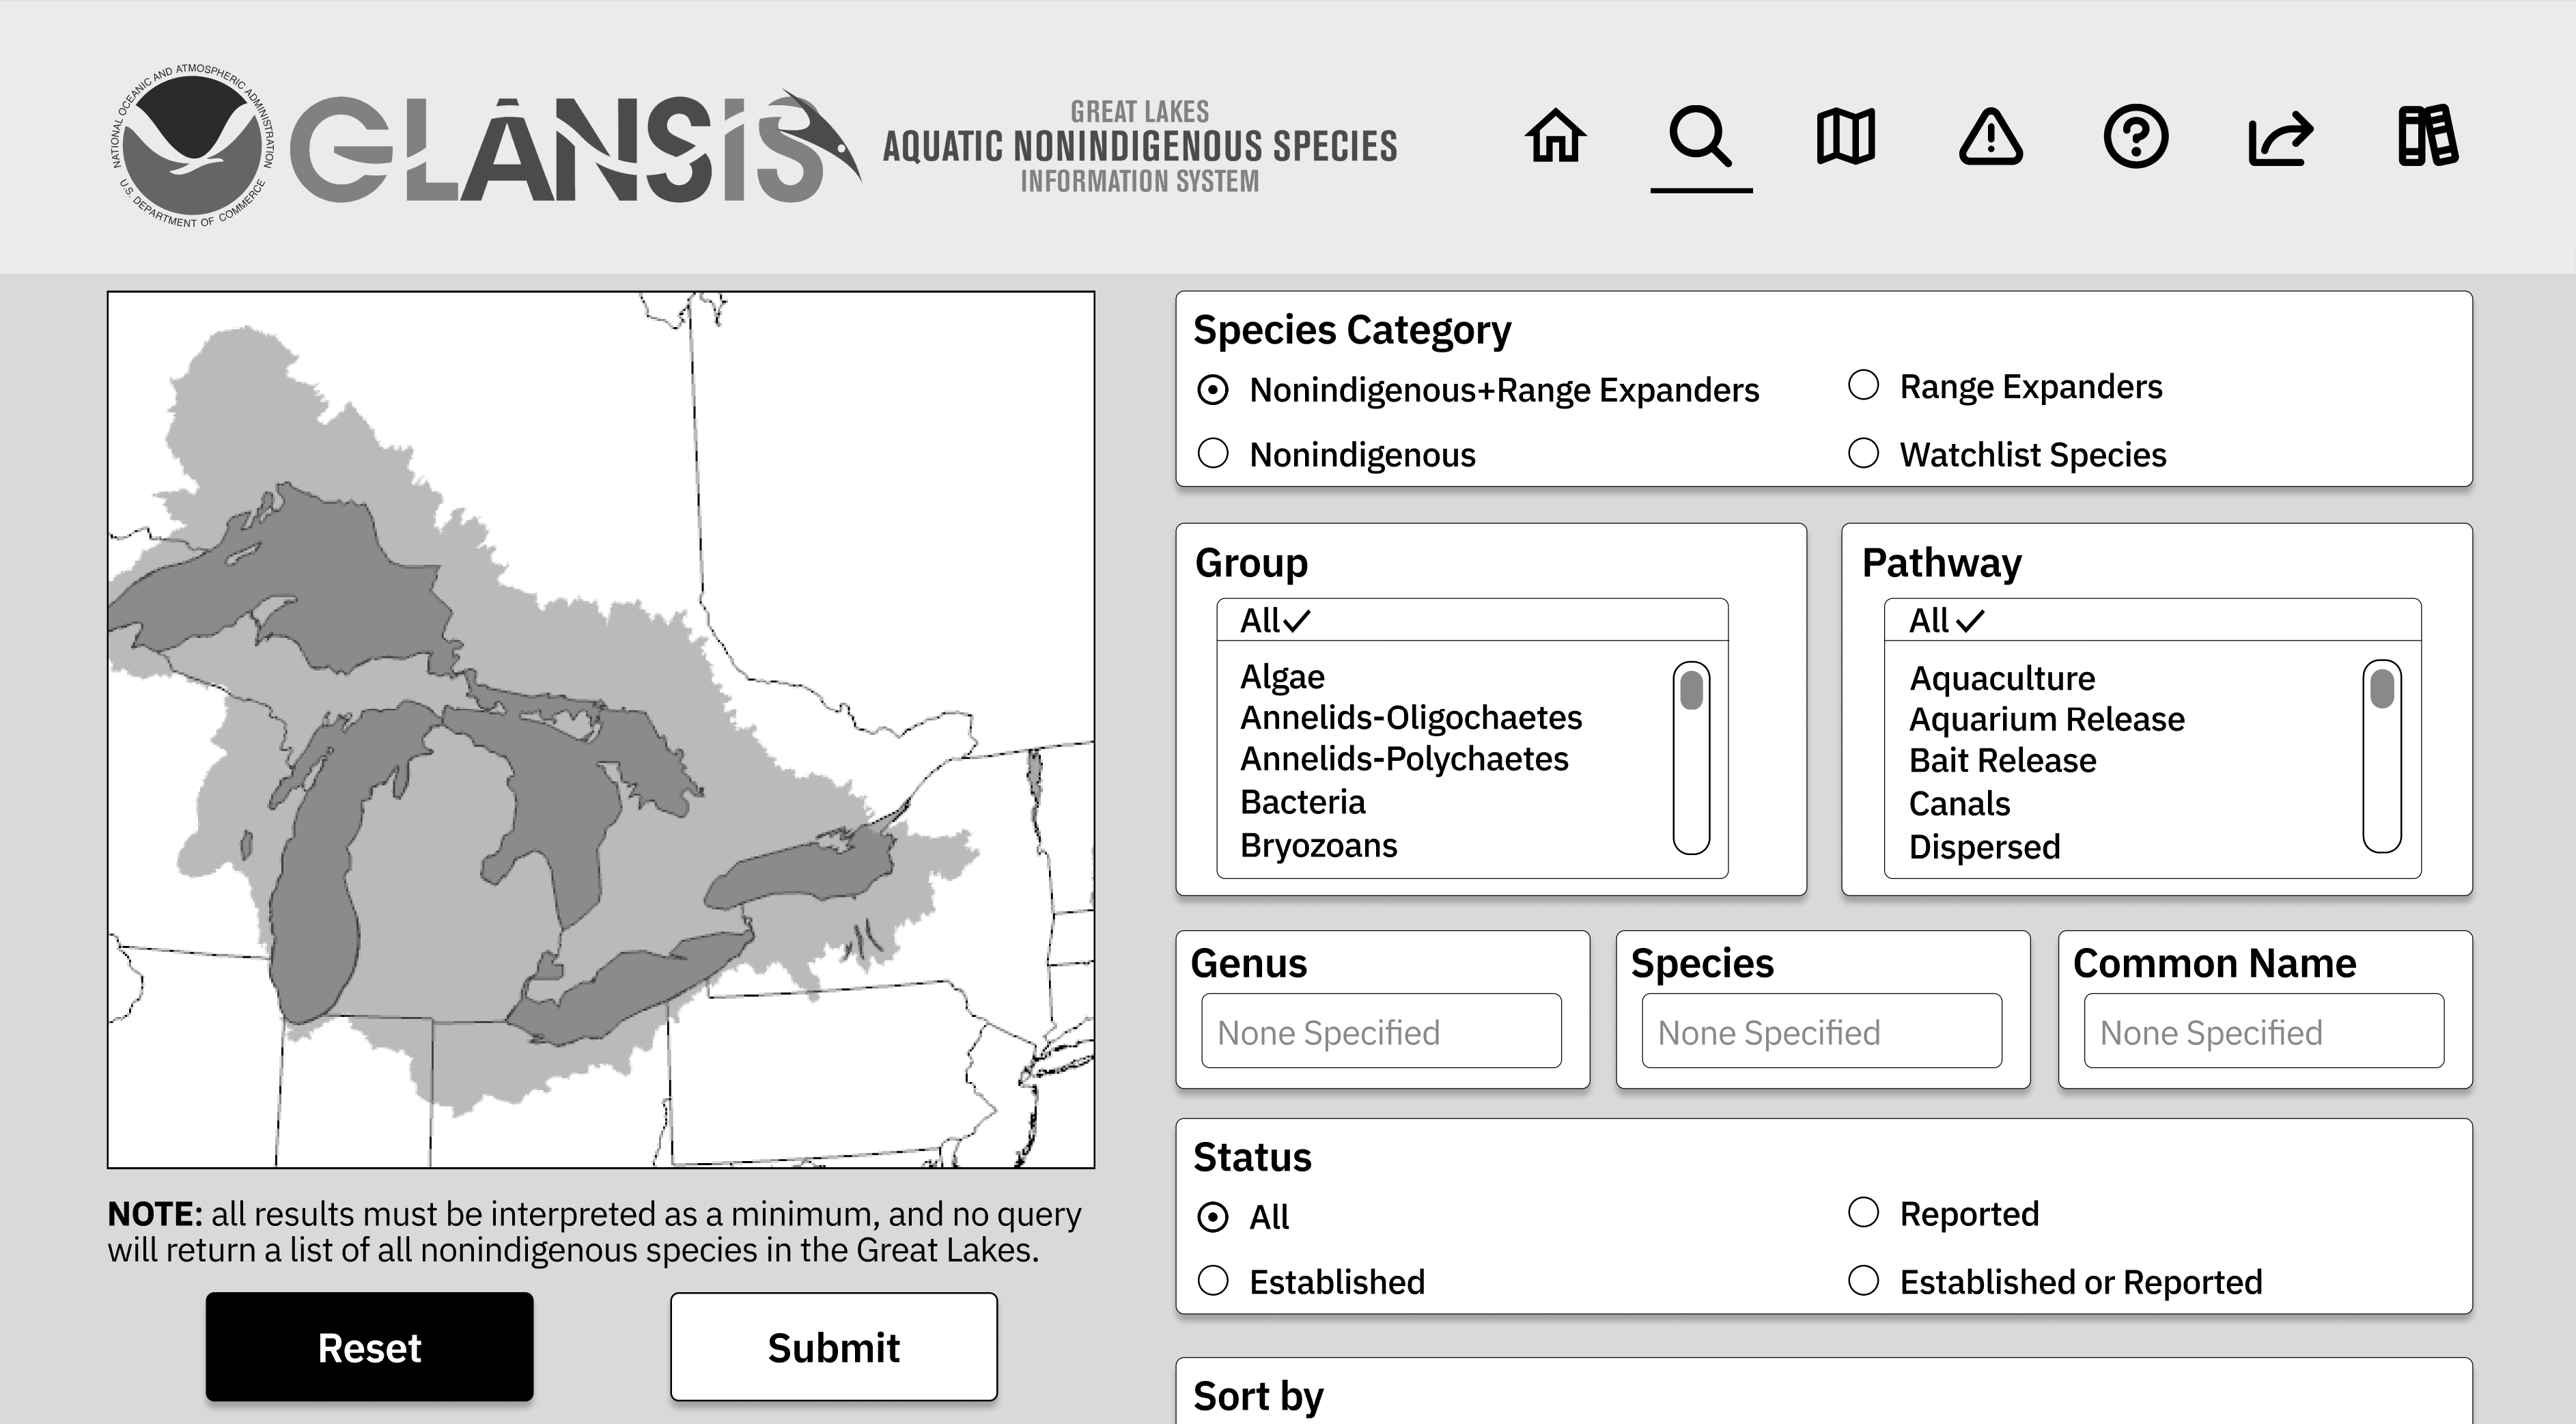 NATIONAL OCEANIC AND ATMOSPHERIC ADMINISTRATION
U.S. DEPARTMENT OF COMMERCE
GLANSIS
GREAT LAKES
AQUATIC NONINDIGENOUS SPECIES
INFORMATION SYSTEM
Species Category
Nonindigenous+Range Expanders
Range Expanders
Nonindigenous
Watchlist Species
Group
All
Algae
Annelids-Oligochaetes
Annelids-Polychaetes
Bacteria
Bryozoans
Pathway
All
Aquaculture
Aquarium Release
Bait Release
Canals
Dispersed
Genus
None Specified
Species
None Specified
Common Name
None Specified
Status
All
Reported
Established
Established or Reported
Sort by
NOTE: all results must be interpreted as a minimum, and no query
will return a list of all nonindigenous species in the Great Lakes.
Reset
Submit